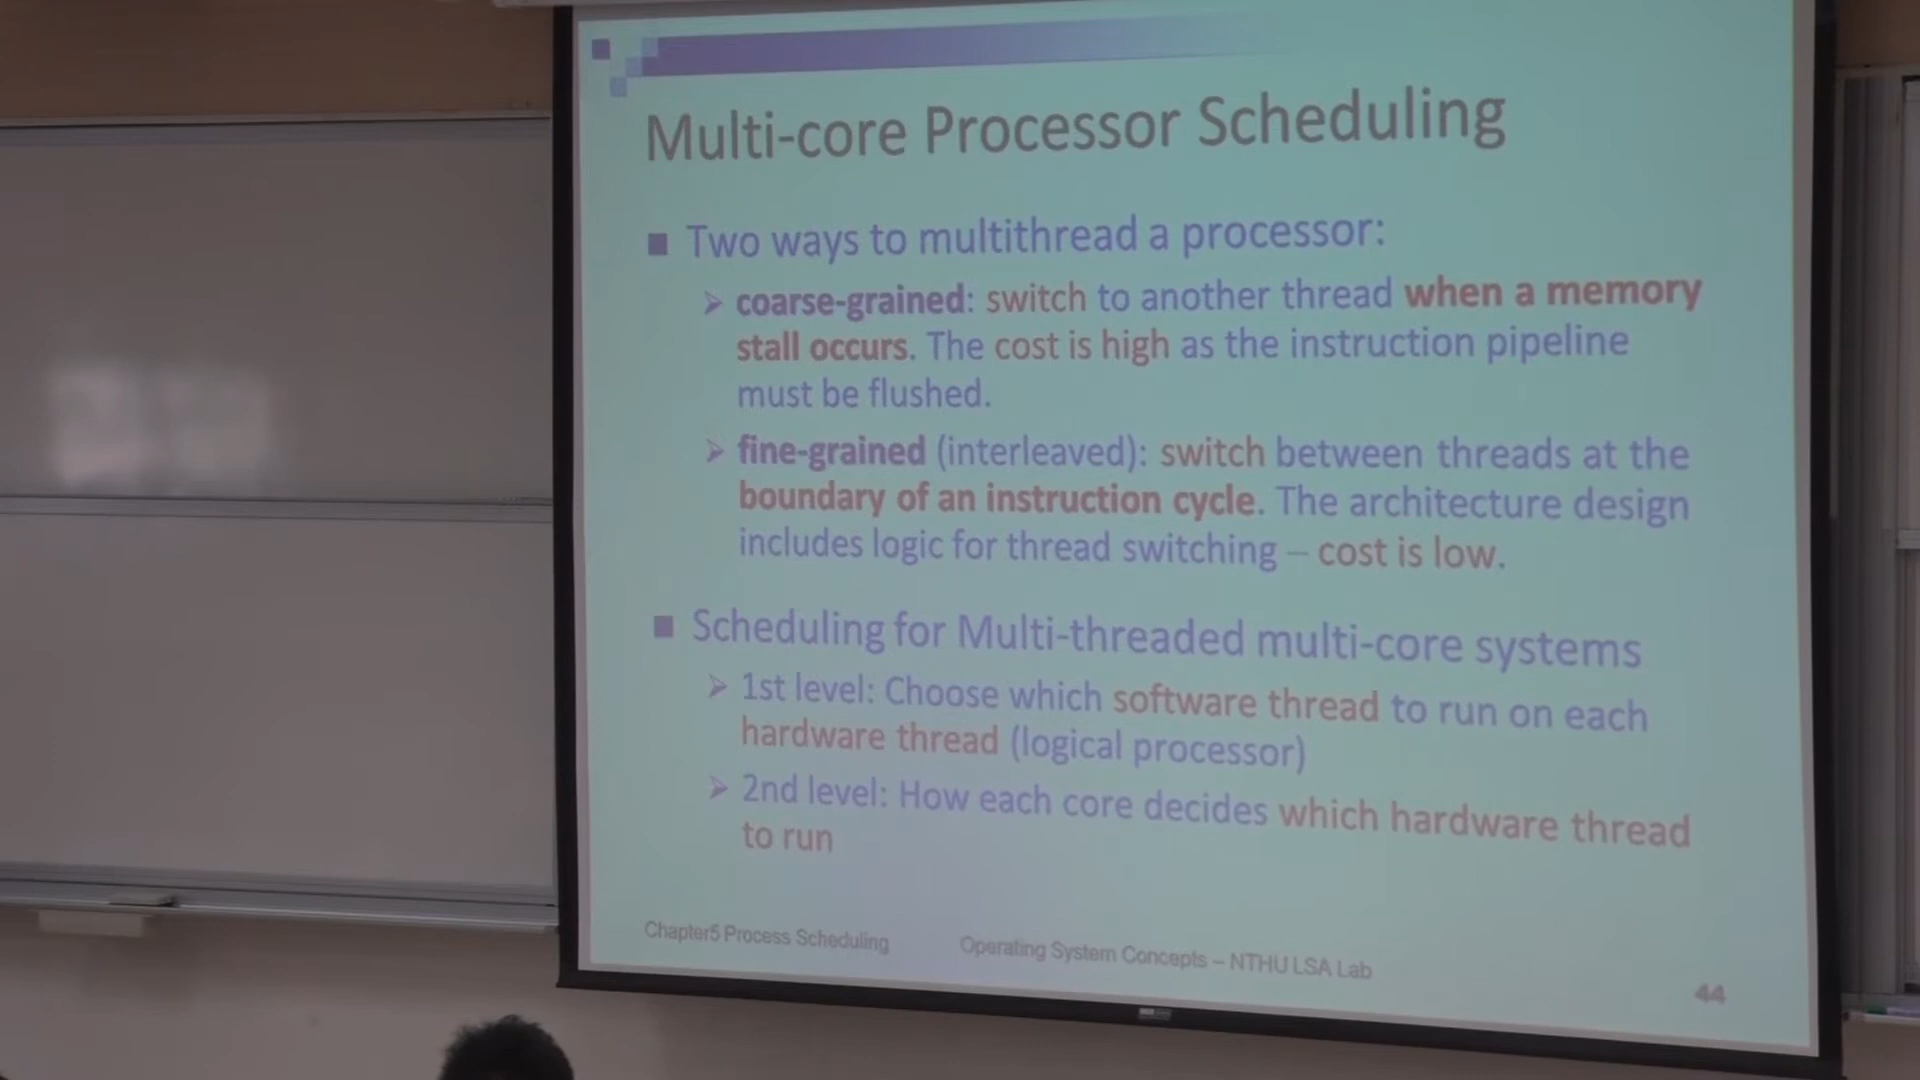 Multi-core Processor Scheduling
Two ways to multithread a processor:
coarse-grained: switch to another thread when a memory
stall occurs. The cost is high as the instruction pipeline
must be flushed.
fine-grained (interleaved): switch between threads at the
boundary of an instruction cycle. The architecture design
includes logic for thread switching – cost is low.
Scheduling for Multi-threaded multi-core systems
1st level: Choose which software thread to run on each
hardware thread (logical processor)
2nd level: How each core decides which hardware thread
to run
Chapter5 Process Scheduling
Operating System Concepts – NTHU LSA Lab
44